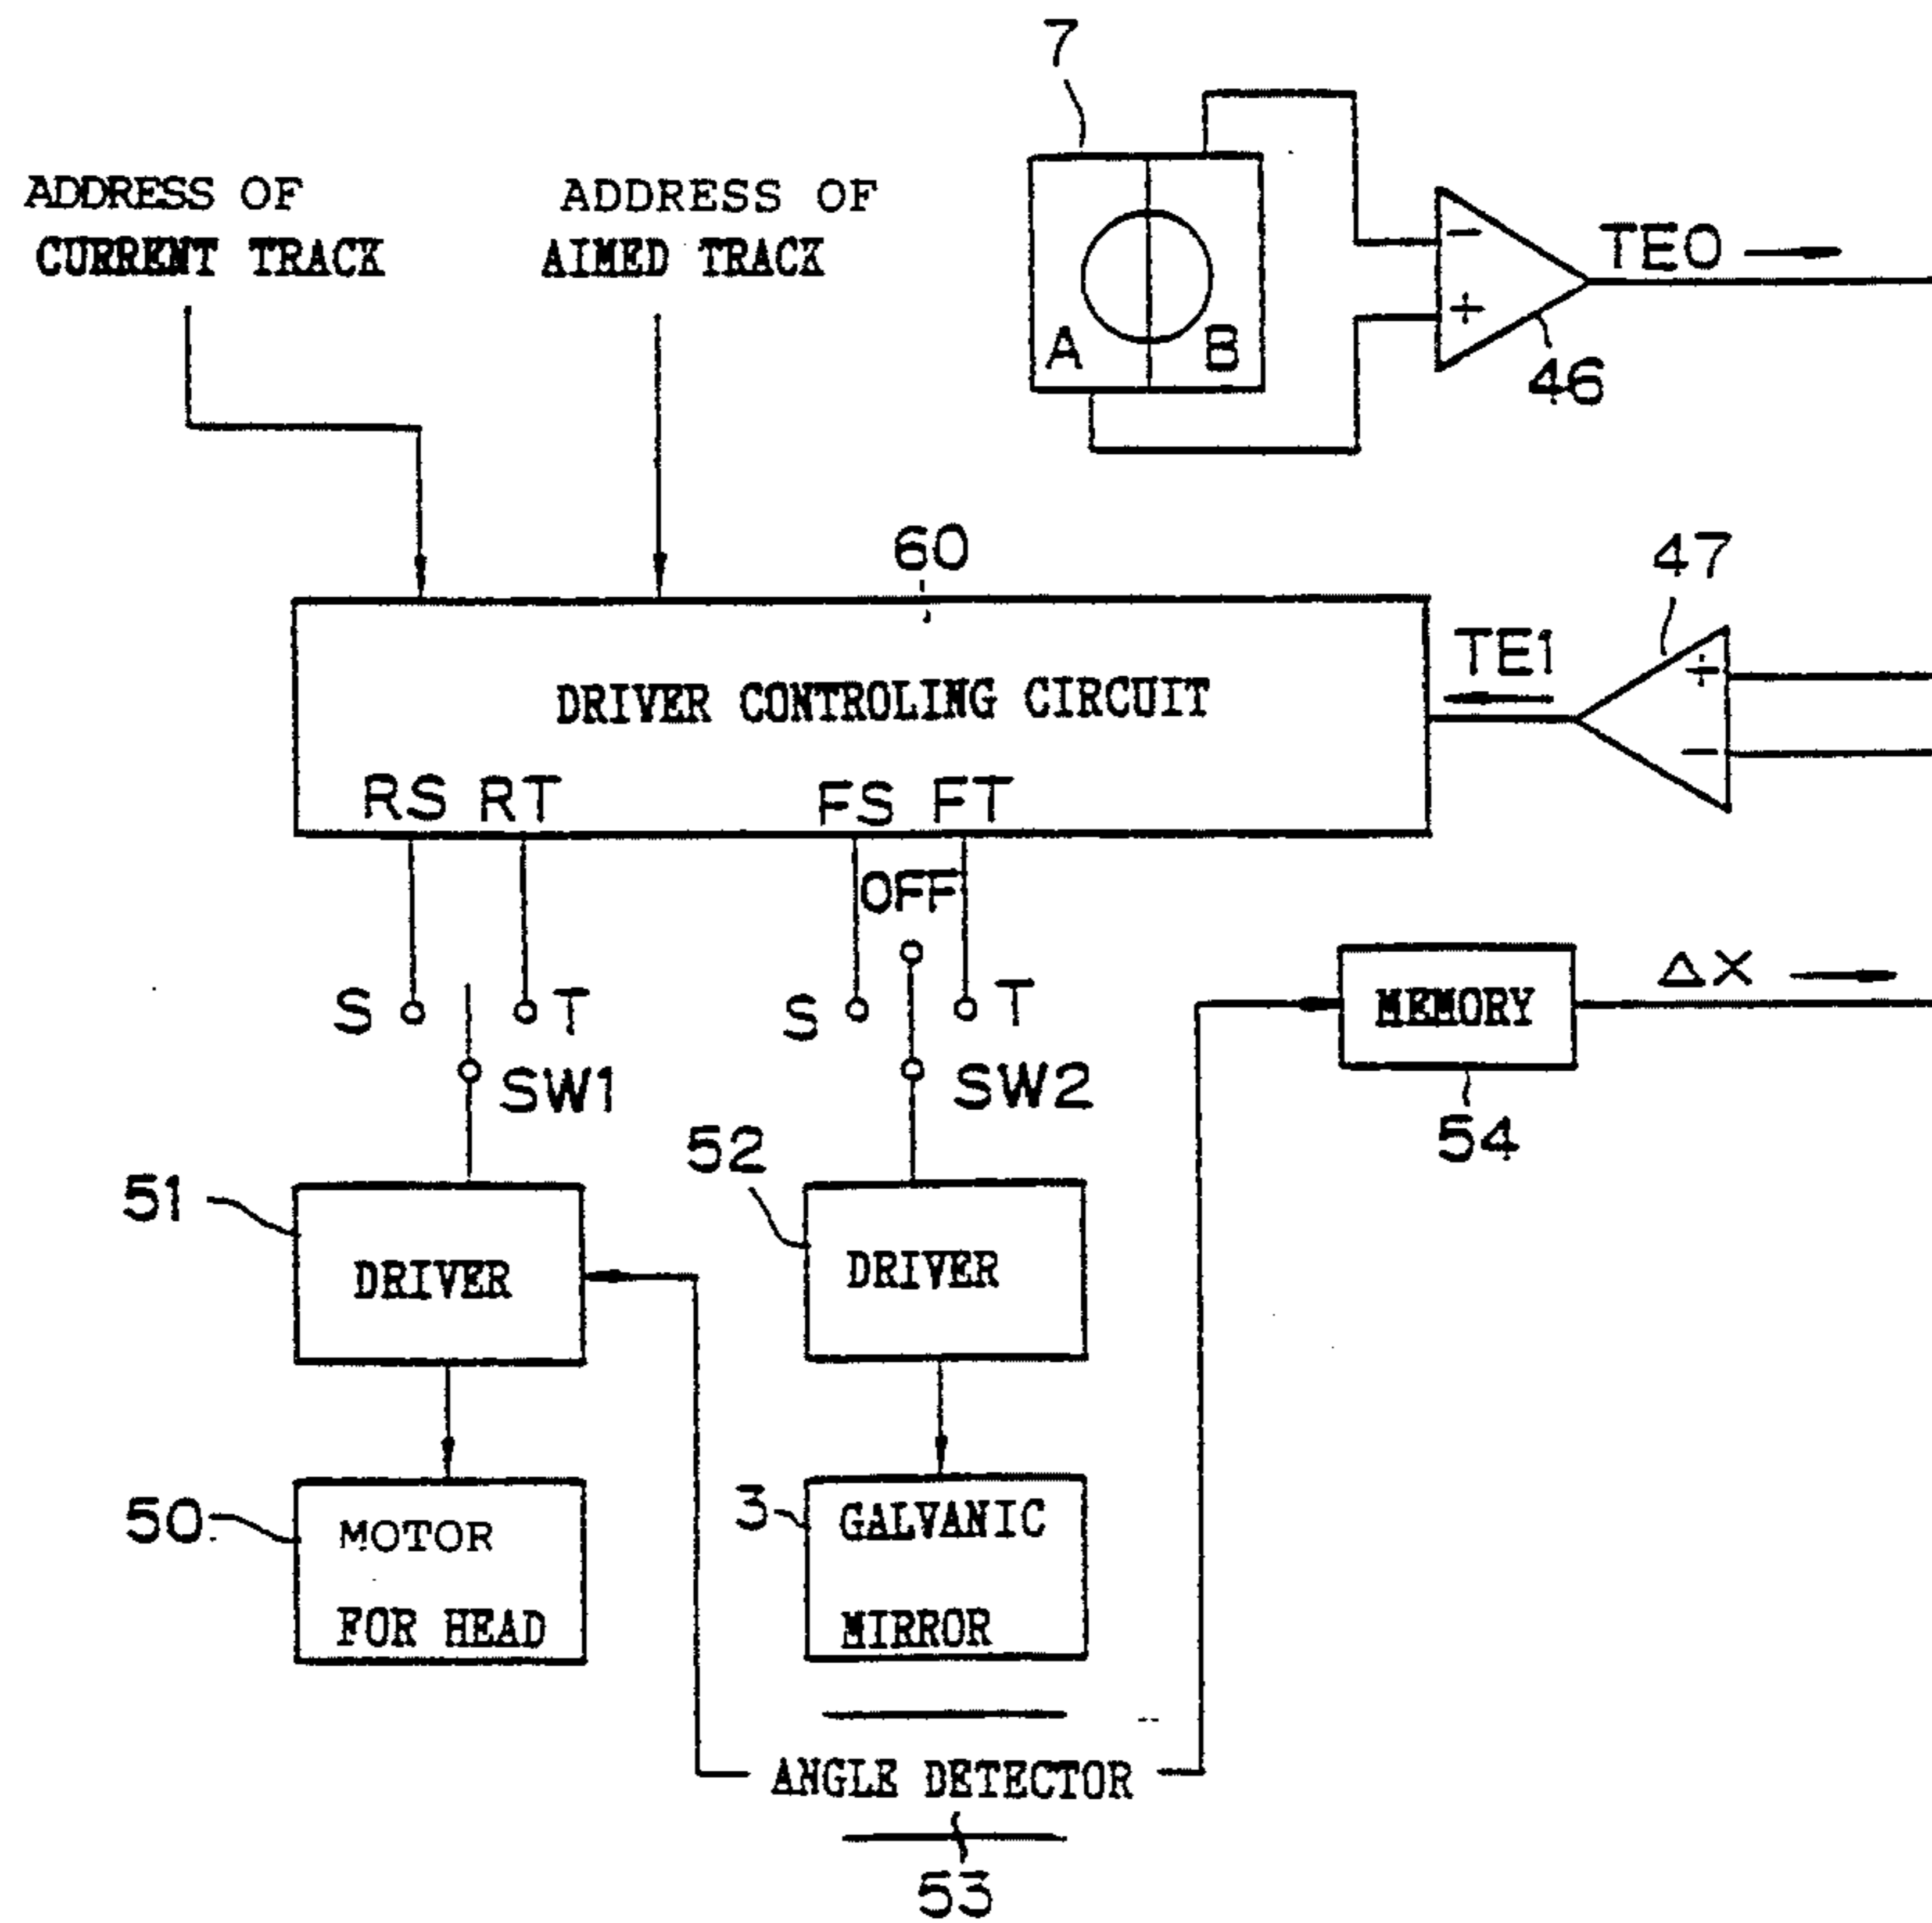 7
ADDRESS OF
CURRENT TRACK
ADDRESS OF
AIMED TRACK
A
B
−
+
TE0
46
60
47
DRIVER CONTROLING CIRCUIT
TE1
+
−
RS RT FS FT
OFF
S
T
S
T
SW1
SW2
MEMORY
ΔX
54
51
DRIVER
52
DRIVER
50
MOTOR
FOR HEAD
3
GALVANIC
MIRROR
ANGLE DETECTOR
53